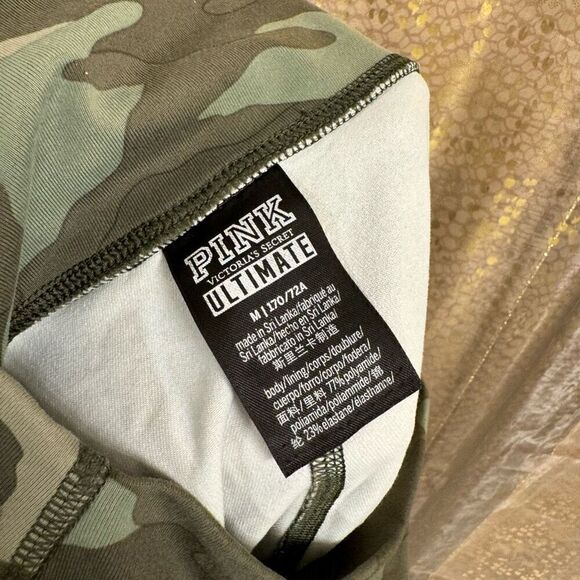 PINK
VICTORIA'S SECRET
ULTIMATE
M | 170/72A
made in Sri Lanka/fabriqué au
Sri Lanka/hecho en Sri Lanka/
fabbricato in Sri Lanka/
斯里兰卡制造
body/lining/corps/doublure/
cuerpo/forro/corpo/fodera/
面料/里料 77% polyamide/
poliamida/poliammide/锦
纶 23% elastane/élasthanne/